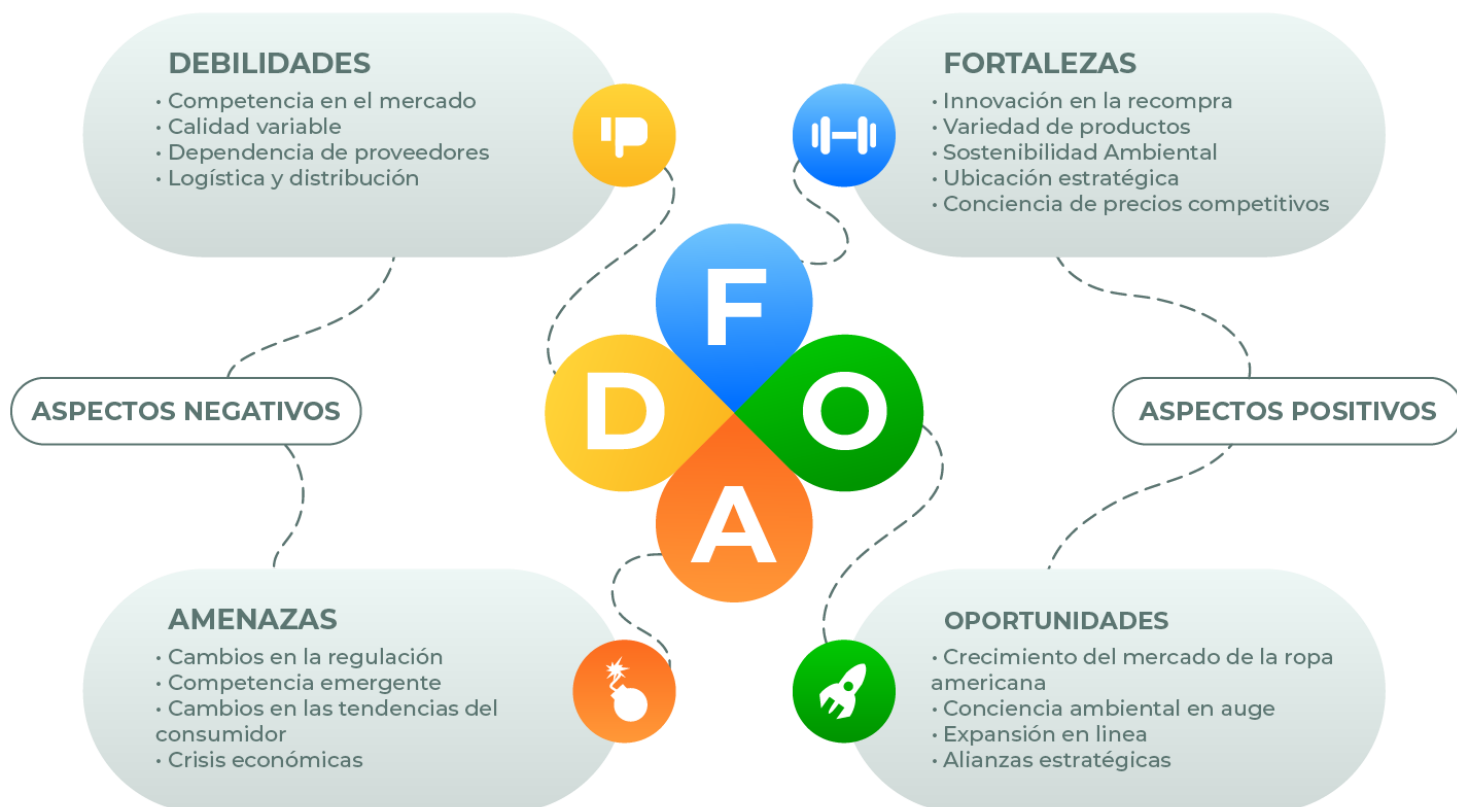 DEBILIDADES
• Competencia en el mercado
• Calidad variable
• Dependencia de proveedores
• Logística y distribución
FORTALEZAS
• Innovación en la recompra
• Variedad de productos
• Sostenibilidad Ambiental
• Ubicación estratégica
• Conciencia de precios competitivos
F
D
O
A
ASPECTOS NEGATIVOS
ASPECTOS POSITIVOS
AMENAZAS
• Cambios en la regulación
• Competencia emergente
• Cambios en las tendencias del
consumidor
• Crisis económicas
OPORTUNIDADES
• Crecimiento del mercado de la ropa
americana
• Conciencia ambiental en auge
• Expansión en linea
• Alianzas estratégicas